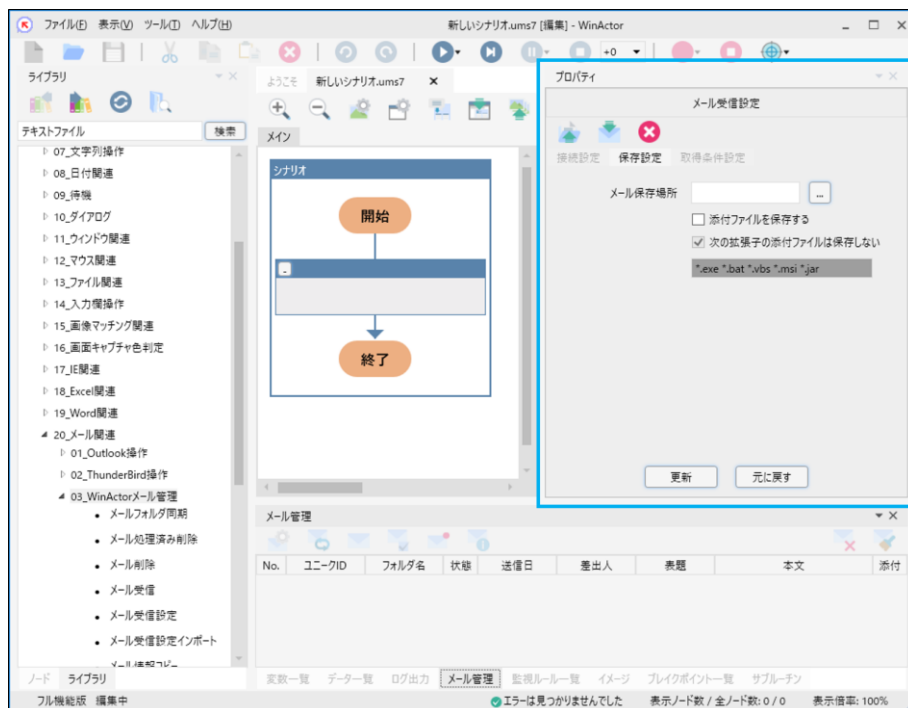 ファイル(F) 表示(V) ツール(T) ヘルプ(H)
新しいシナリオ.ums7 [編集] - WinActor
+0
ライブラリ
テキストファイル
検索
07_文字列操作
08_日付関連
09_待機
10_ダイアログ
11_ウィンドウ関連
12_マウス関連
13_ファイル関連
14_入力欄操作
15_画像マッチング関連
16_画面キャプチャ色判定
17_IE関連
18_Excel関連
19_Word関連
20_メール関連
01_Outlook操作
02_ThunderBird操作
03_WinActorメール管理
メールフォルダ同期
メール処理済み削除
メール削除
メール受信
メール受信設定
メール受信設定インポート
メール情報コピー
ノード ライブラリ
ようこそ 新しいシナリオ.ums7
メイン
シナリオ
開始
終了
プロパティ
メール受信設定
接続設定 保存設定 取得条件設定
メール保存場所 ...
添付ファイルを保存する
次の拡張子の添付ファイルは保存しない
*.exe *.bat *.vbs *.msi *.jar
更新 元に戻す
メール管理
No. ユニークID フォルダ名 状態 送信日 差出人 表題 本文 添付
変数一覧 データ一覧 ログ出力 メール管理 監視ルール一覧 イメージ ブレイクポイント一覧 サブルーチン
フル機能版 編集中 エラーは見つかりませんでした 表示ノード数 / 全ノード数: 0 / 0 表示倍率: 100%